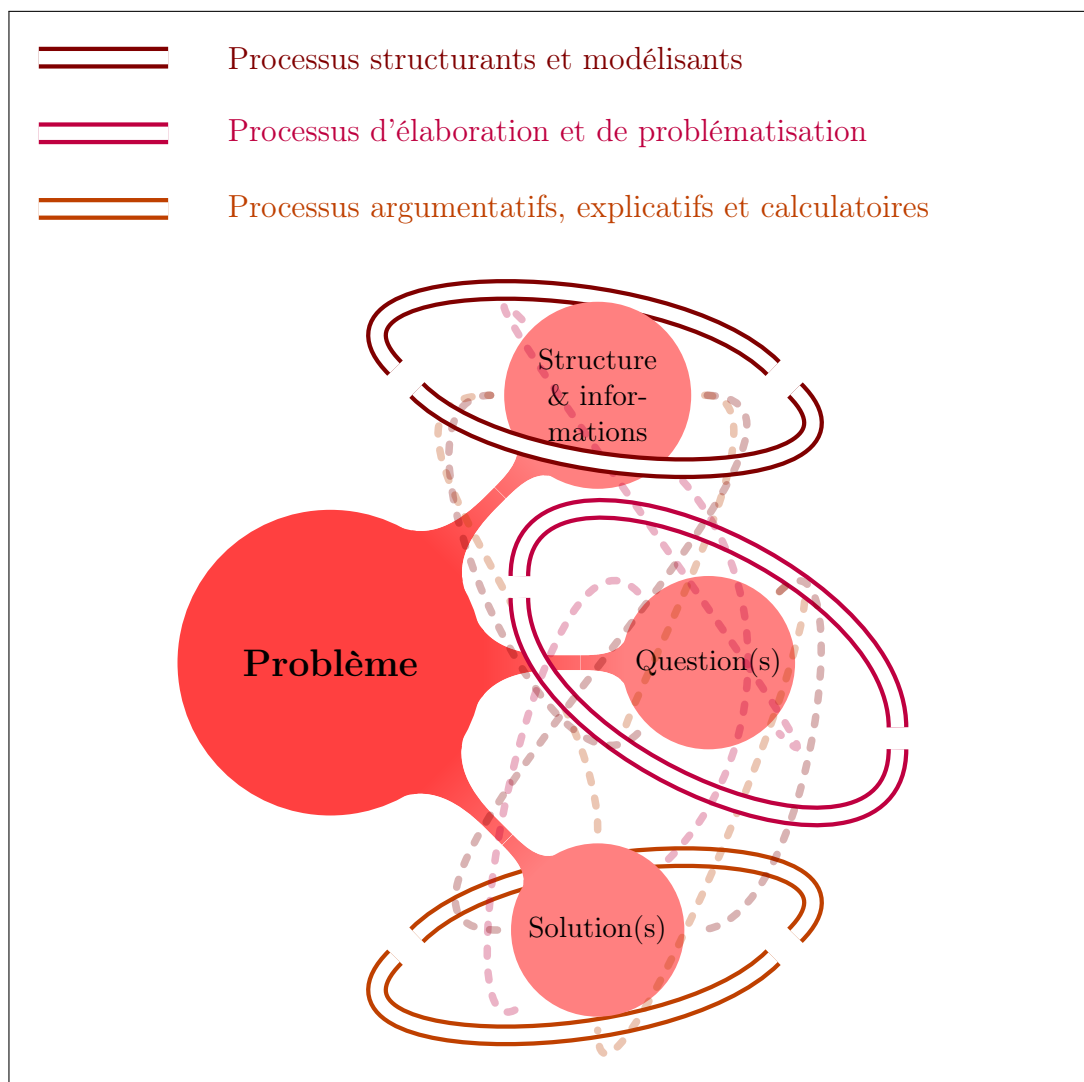 Processus structurants et modélisants
Processus d'élaboration et de problématisation
Processus argumentatifs, explicatifs et calculatoires
Structure
& infor-
mations
Problème
Question(s)
Solution(s)